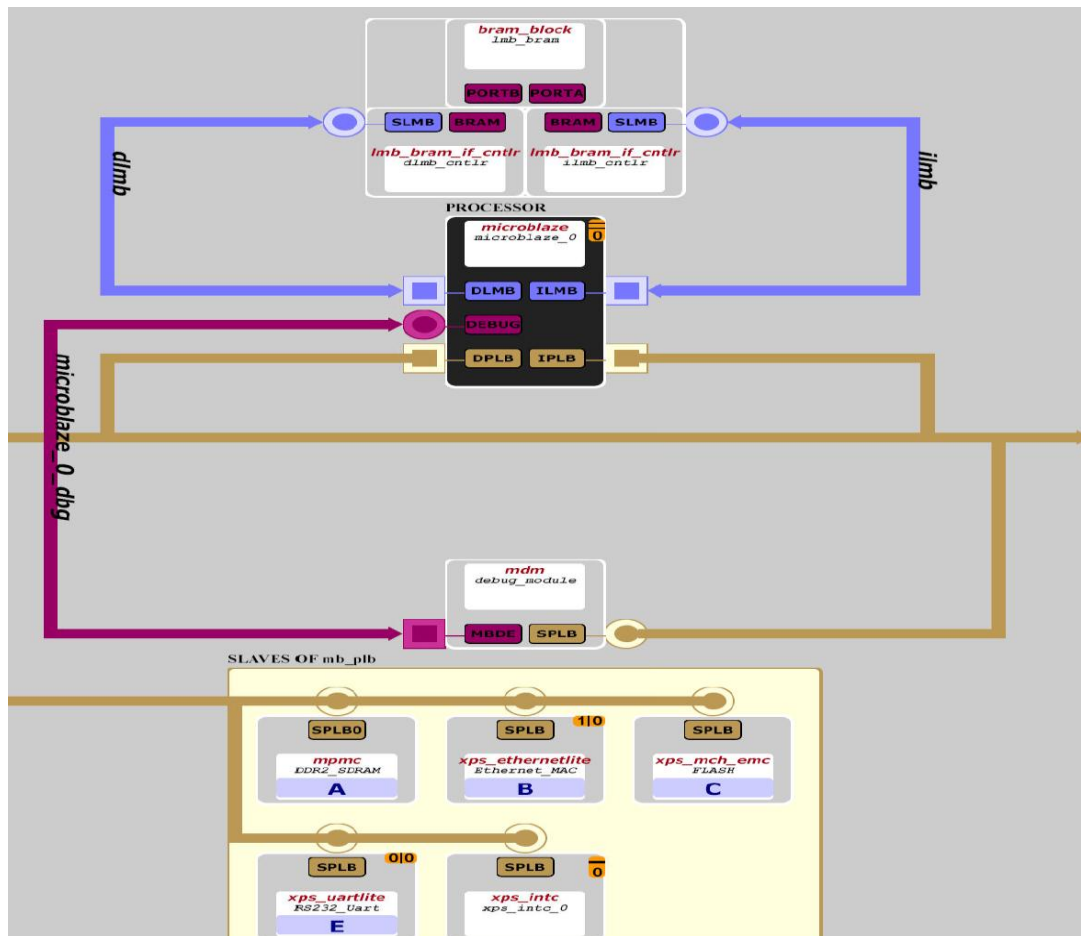 bram_block
lmb_bram
PORTB PORTA
SLMB BRAM BRAM SLMB
lmb_bram_if_cntlr lmb_bram_if_cntlr
dlmb_cntlr ilmb_cntlr
dlmb
ilmb
PROCESSOR
microblaze
microblaze_0
0
DLMB ILMB
DEBUG
DPLB IPLB
microblaze_0_dbg
mdm
debug_module
MBDE SPLB
SLAVES OF mb_plb
SPLB0 SPLB 1|0 SPLB
mpmc xps_ethernetlite xps_mch_emc
DDR2_SDRAM Ethernet_MAC FLASH
A B C
SPLB 0|0 SPLB 0
xps_uartlite xps_intc
RS232_Uart xps_intc_0
E